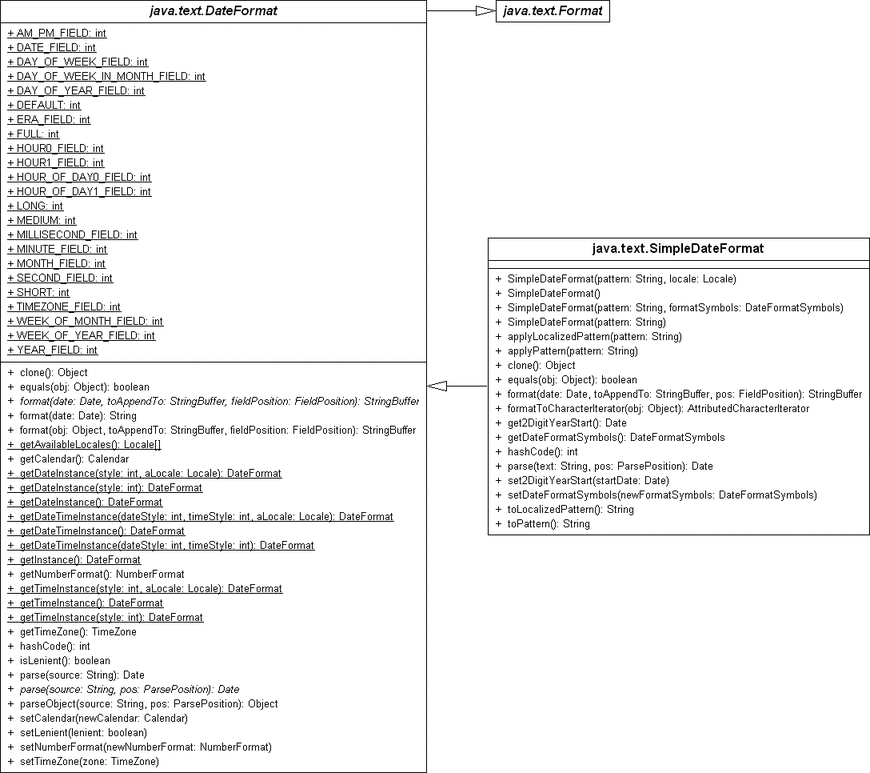 java.text.DateFormat
+ AM_PM_FIELD: int
+ DATE_FIELD: int
+ DAY_OF_WEEK_FIELD: int
+ DAY_OF_WEEK_IN_MONTH_FIELD: int
+ DAY_OF_YEAR_FIELD: int
+ DEFAULT: int
+ ERA_FIELD: int
+ FULL: int
+ HOUR0_FIELD: int
+ HOUR1_FIELD: int
+ HOUR_OF_DAY0_FIELD: int
+ HOUR_OF_DAY1_FIELD: int
+ LONG: int
+ MEDIUM: int
+ MILLISECOND_FIELD: int
+ MINUTE_FIELD: int
+ MONTH_FIELD: int
+ SECOND_FIELD: int
+ SHORT: int
+ TIMEZONE_FIELD: int
+ WEEK_OF_MONTH_FIELD: int
+ WEEK_OF_YEAR_FIELD: int
+ YEAR_FIELD: int
+ clone(): Object
+ equals(obj: Object): boolean
+ format(date: Date, toAppendTo: StringBuffer, fieldPosition: FieldPosition): StringBuffer
+ format(date: Date): String
+ format(obj: Object, toAppendTo: StringBuffer, fieldPosition: FieldPosition): StringBuffer
+ getAvailableLocales(): Locale[]
+ getCalendar(): Calendar
+ getDateInstance(style: int, aLocale: Locale): DateFormat
+ getDateInstance(style: int): DateFormat
+ getDateInstance(): DateFormat
+ getDateTimeInstance(dateStyle: int, timeStyle: int, aLocale: Locale): DateFormat
+ getDateTimeInstance(): DateFormat
+ getDateTimeInstance(dateStyle: int, timeStyle: int): DateFormat
+ getInstance(): DateFormat
+ getNumberFormat(): NumberFormat
+ getTimeInstance(style: int, aLocale: Locale): DateFormat
+ getTimeInstance(): DateFormat
+ getTimeInstance(style: int): DateFormat
+ getTimeZone(): TimeZone
+ hashCode(): int
+ isLenient(): boolean
+ parse(source: String): Date
+ parse(source: String, pos: ParsePosition): Date
+ parseObject(source: String, pos: ParsePosition): Object
+ setCalendar(newCalendar: Calendar)
+ setLenient(lenient: boolean)
+ setNumberFormat(newNumberFormat: NumberFormat)
+ setTimeZone(zone: TimeZone)
java.text.Format
java.text.SimpleDateFormat
+ SimpleDateFormat(pattern: String, locale: Locale)
+ SimpleDateFormat()
+ SimpleDateFormat(pattern: String, formatSymbols: DateFormatSymbols)
+ SimpleDateFormat(pattern: String)
+ applyLocalizedPattern(pattern: String)
+ applyPattern(pattern: String)
+ clone(): Object
+ equals(obj: Object): boolean
+ format(date: Date, toAppendTo: StringBuffer, pos: FieldPosition): StringBuffer
+ formatToCharacterIterator(obj: Object): AttributedCharacterIterator
+ get2DigitYearStart(): Date
+ getDateFormatSymbols(): DateFormatSymbols
+ hashCode(): int
+ parse(text: String, pos: ParsePosition): Date
+ set2DigitYearStart(startDate: Date)
+ setDateFormatSymbols(newFormatSymbols: DateFormatSymbols)
+ toLocalizedPattern(): String
+ toPattern(): String